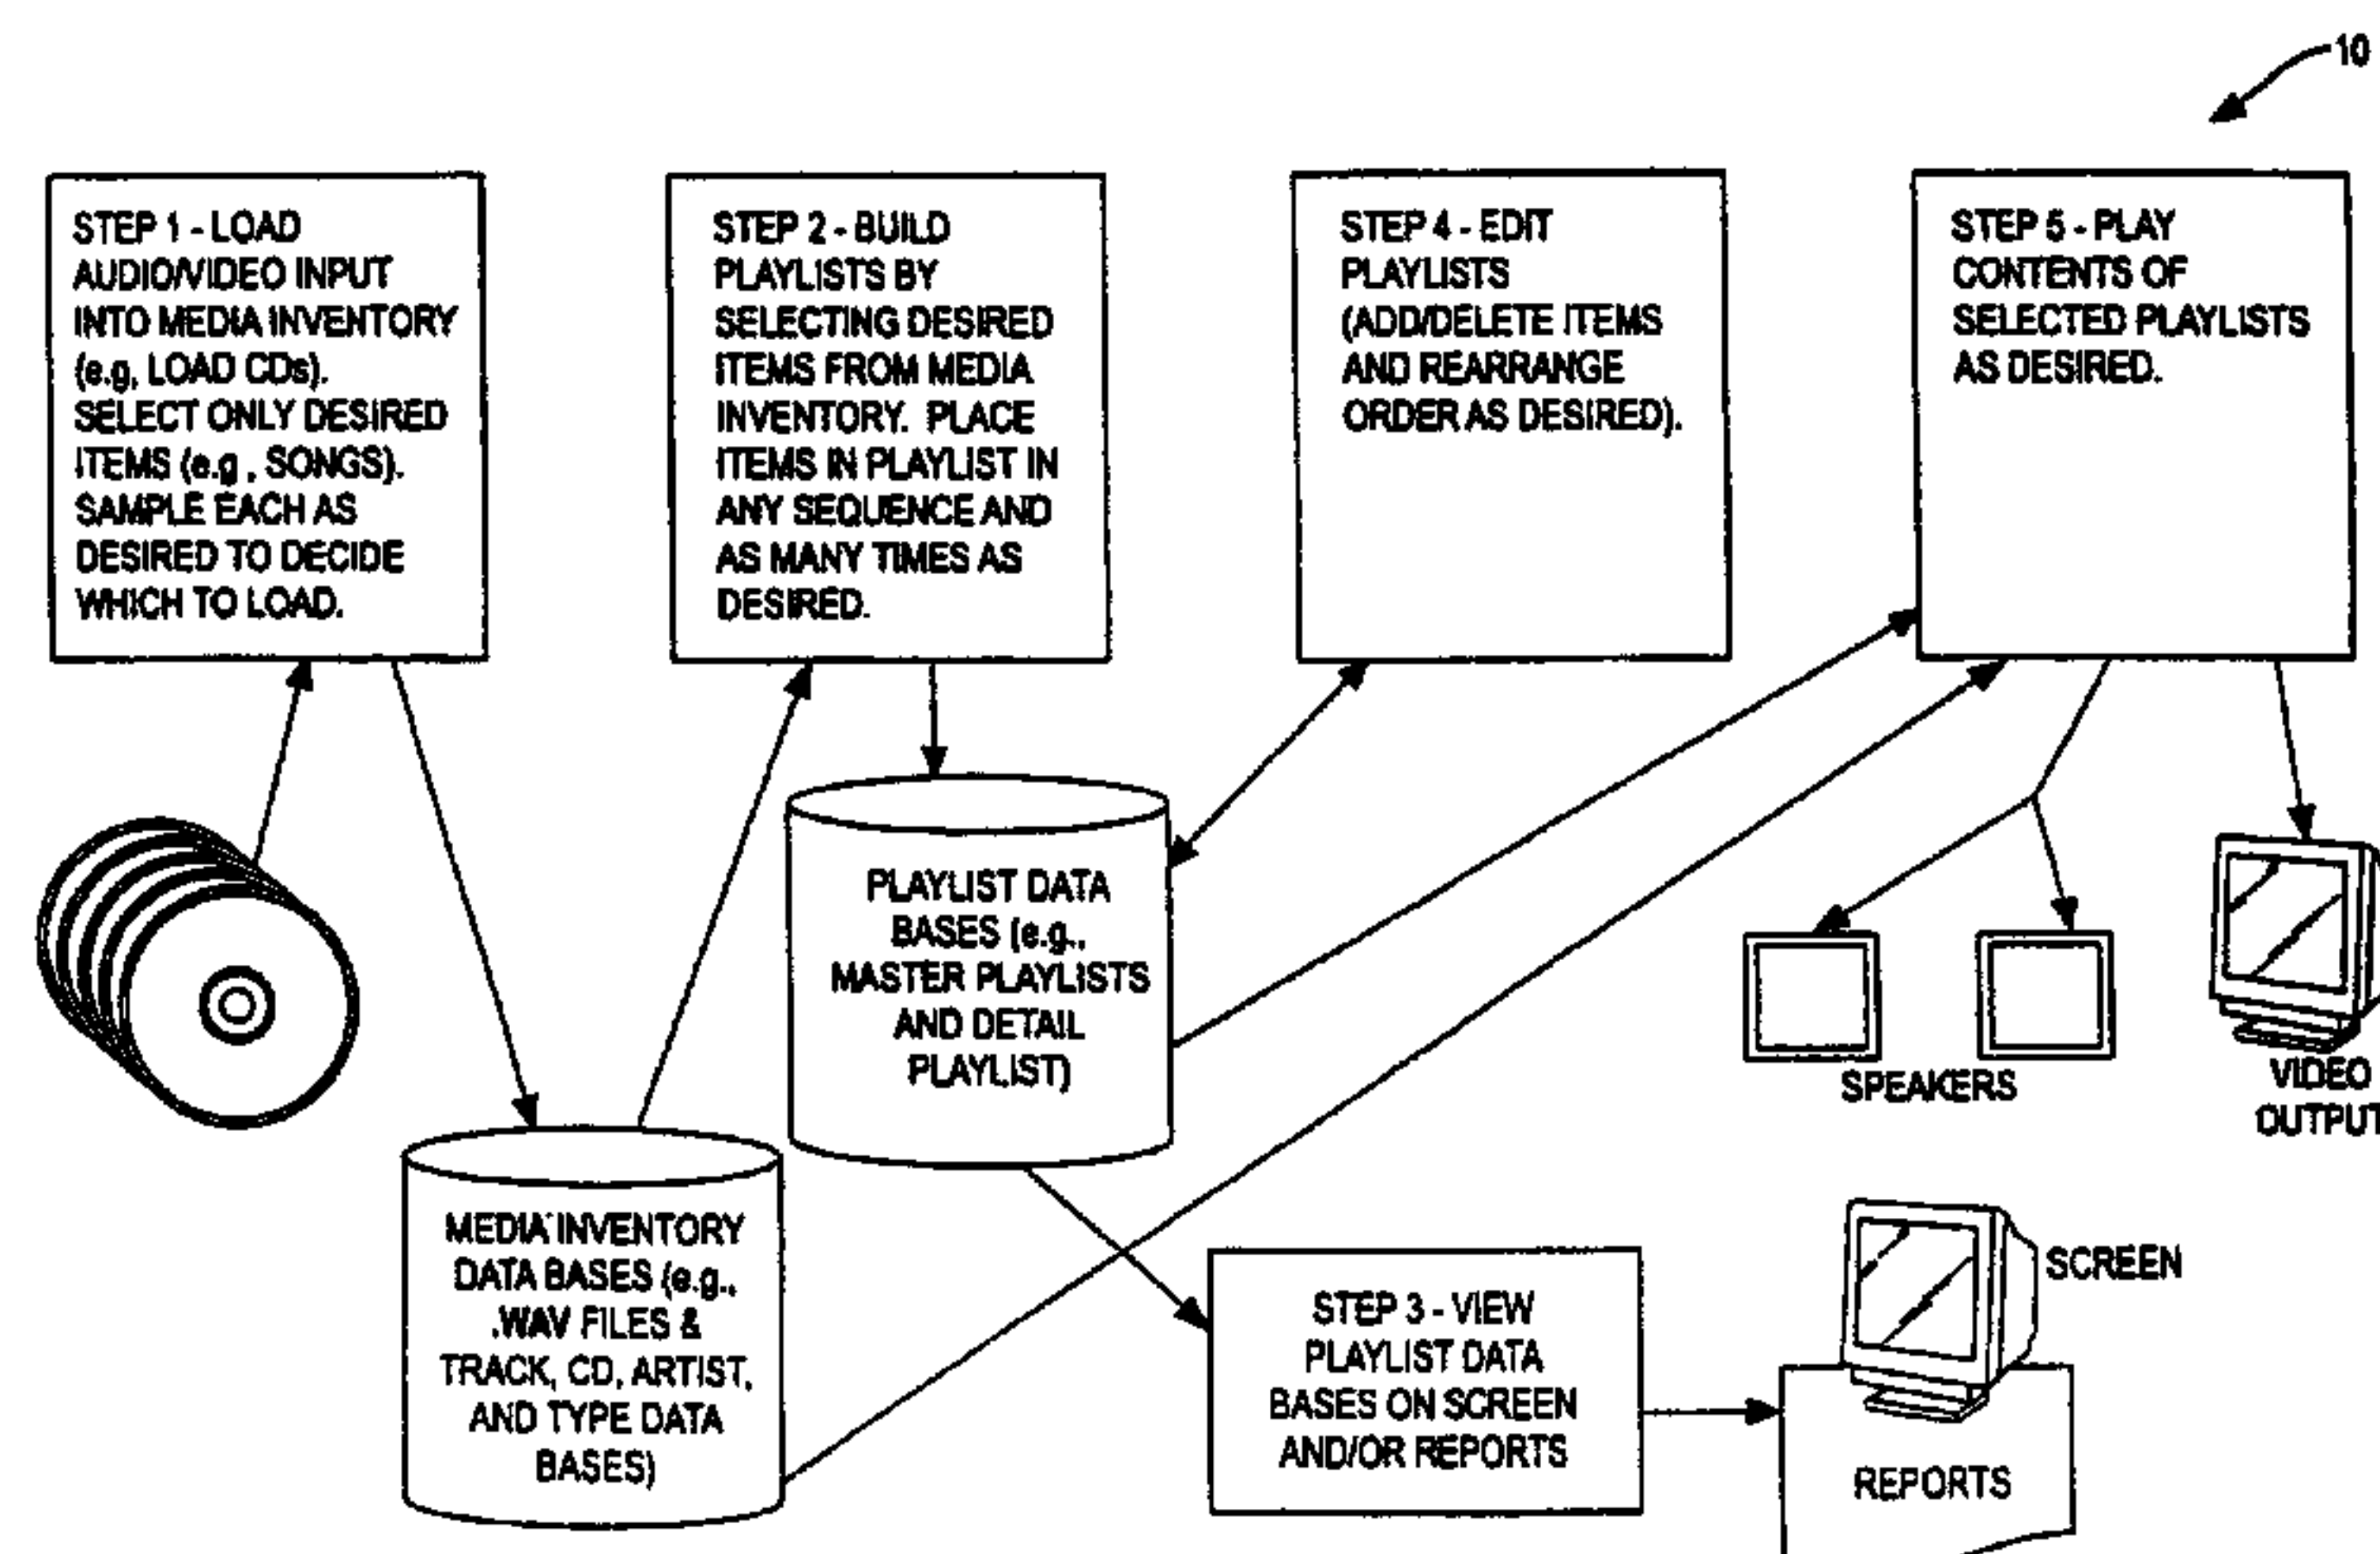 10
STEP 1 - LOAD
AUDIO/VIDEO INPUT
INTO MEDIA INVENTORY
(e.g, LOAD CDs).
SELECT ONLY DESIRED
ITEMS (e.g , SONGS).
SAMPLE EACH AS
DESIRED TO DECIDE
WHICH TO LOAD.
STEP 2 - BUILD
PLAYLISTS BY
SELECTING DESIRED
ITEMS FROM MEDIA
INVENTORY. PLACE
ITEMS IN PLAYLIST IN
ANY SEQUENCE AND
AS MANY TIMES AS
DESIRED.
STEP 4 - EDIT
PLAYLISTS
(ADD/DELETE ITEMS
AND REARRANGE
ORDER AS DESIRED).
STEP 5 - PLAY
CONTENTS OF
SELECTED PLAYLISTS
AS DESIRED.
PLAYLIST DATA
BASES (e.g.,
MASTER PLAYLISTS
AND DETAIL
PLAYLIST)
SPEAKERS
VIDEO
OUTPUT
MEDIA INVENTORY
DATA BASES (e.g.,
.WAV FILES &
TRACK, CD, ARTIST,
AND TYPE DATA
BASES)
STEP 3 - VIEW
PLAYLIST DATA
BASES ON SCREEN
AND/OR REPORTS
SCREEN
REPORTS